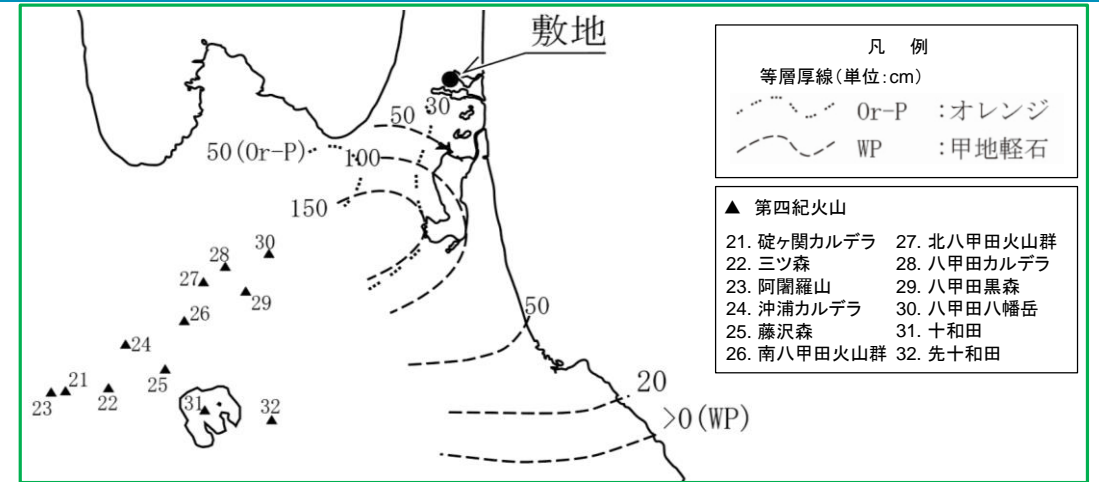 敷地
30
50
50(Or-P)
100
150
30
28
27
29
26
24
25
21
23
22
31
32
50
20
>0(WP)
凡 例
等層厚線(単位:cm)
Or-P :オレンジ
WP :甲地軽石
▲ 第四紀火山
21. 碇ヶ関カルデラ 27. 北八甲田火山群
22. 三ツ森 28. 八甲田カルデラ
23. 阿闍羅山 29. 八甲田黒森
24. 沖浦カルデラ 30. 八甲田八幡岳
25. 藤沢森 31. 十和田
26. 南八甲田火山群 32. 先十和田